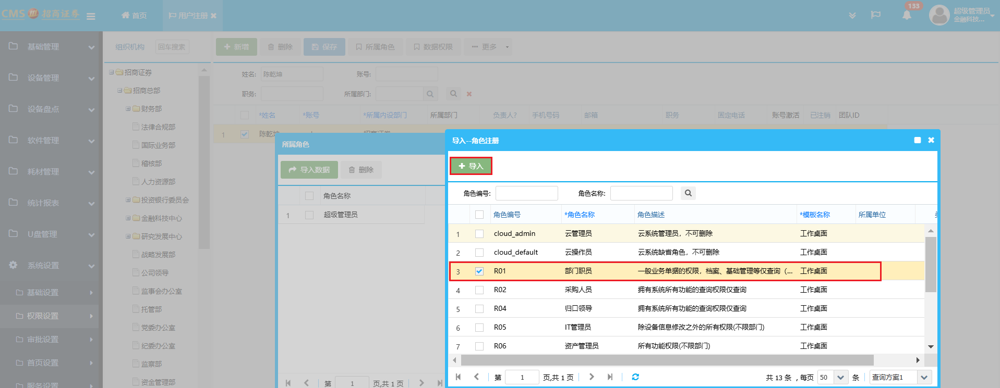 CMS 招商证券
首页
用户注册
133
超级管理员
金融科技...
基础管理
设备管理
设备盘点
软件管理
耗材管理
统计报表
U盘管理
系统设置
基础设置
权限设置
审批设置
首页设置
服务设置
组织机构 回车搜索
招商证券
招商总部
财务部
法律合规部
国际业务部
稽核部
人力资源部
投资银行委员会
金融科技中心
研究发展中心
战略发展部
公司领导
监事会办公室
托管部
党委办公室
纪委办公室
监察部
资金管理部
新增 删除 保存 所属角色 数据权限 更多
姓名: 陈乾坤 账号:
职务: 所属部门:
*姓名 *账号 *所属内设部门 所属部门 负责人? 手机号码 邮箱 职务 固定电话 账号激活 已注销 团队ID
1 陈乾坤 招商证券
所属角色
导入数据 删除
角色名称
1 超级管理员
第 1 页,共 1 页
导入--角色注册
导入
角色编号: 角色名称:
角色编号 *角色名称 角色描述 *模板名称 所属单位
1 cloud_admin 云管理员 云系统管理员，不可删除 工作桌面
2 cloud_default 云操作员 云系统缺省角色，不可删除 工作桌面
3 R01 部门职员 一般业务单据的权限，档案、基础管理等仅查询（... 工作桌面
4 R02 采购人员 拥有系统所有功能的查询权限仅查询 工作桌面
5 R04 归口领导 拥有系统所有功能的查询权限仅查询 工作桌面
6 R05 IT管理员 除设备信息修改之外的所有权限(不限部门) 工作桌面
7 R06 资产管理员 所有功能权限(不限部门) 工作桌面
第 1 页,共 1 页 共 13 条 ，每页 50 条 查询方案1